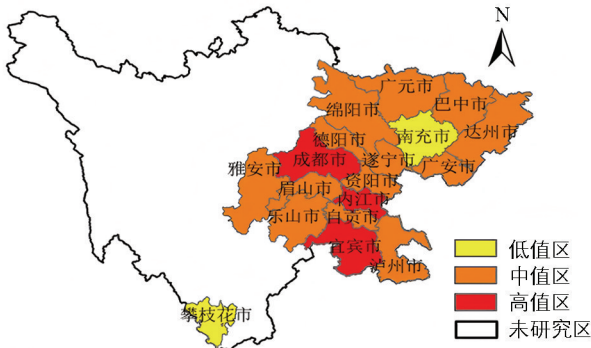 N
广元市
巴中市
绵阳市
南充市
达州市
德阳市
成都市
遂宁市
广安市
雅安市
资阳市
眉山市
内江市
乐山市
自贡市
宜宾市
泸州市
攀枝花市
低值区
中值区
高值区
未研究区